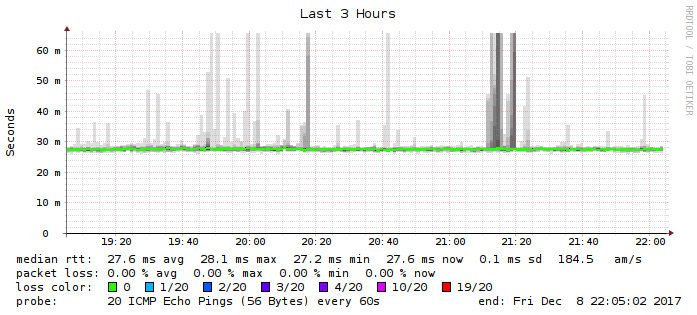 Last 3 Hours
RRDTOOL / TOBI OETIKER
Seconds
60 m
50 m
40 m
30 m
20 m
10 m
0
19:20 19:40 20:00 20:20 20:40 21:00 21:20 21:40 22:00
median rtt: 27.6 ms avg 28.1 ms max 27.2 ms min 27.6 ms now 0.1 ms sd 184.5 am/s
packet loss: 0.00 % avg 0.00 % max 0.00 % min 0.00 % now
loss color: 0 1/20 2/20 3/20 4/20 10/20 19/20
probe: 20 ICMP Echo Pings (56 Bytes) every 60s end: Fri Dec 8 22:05:02 2017